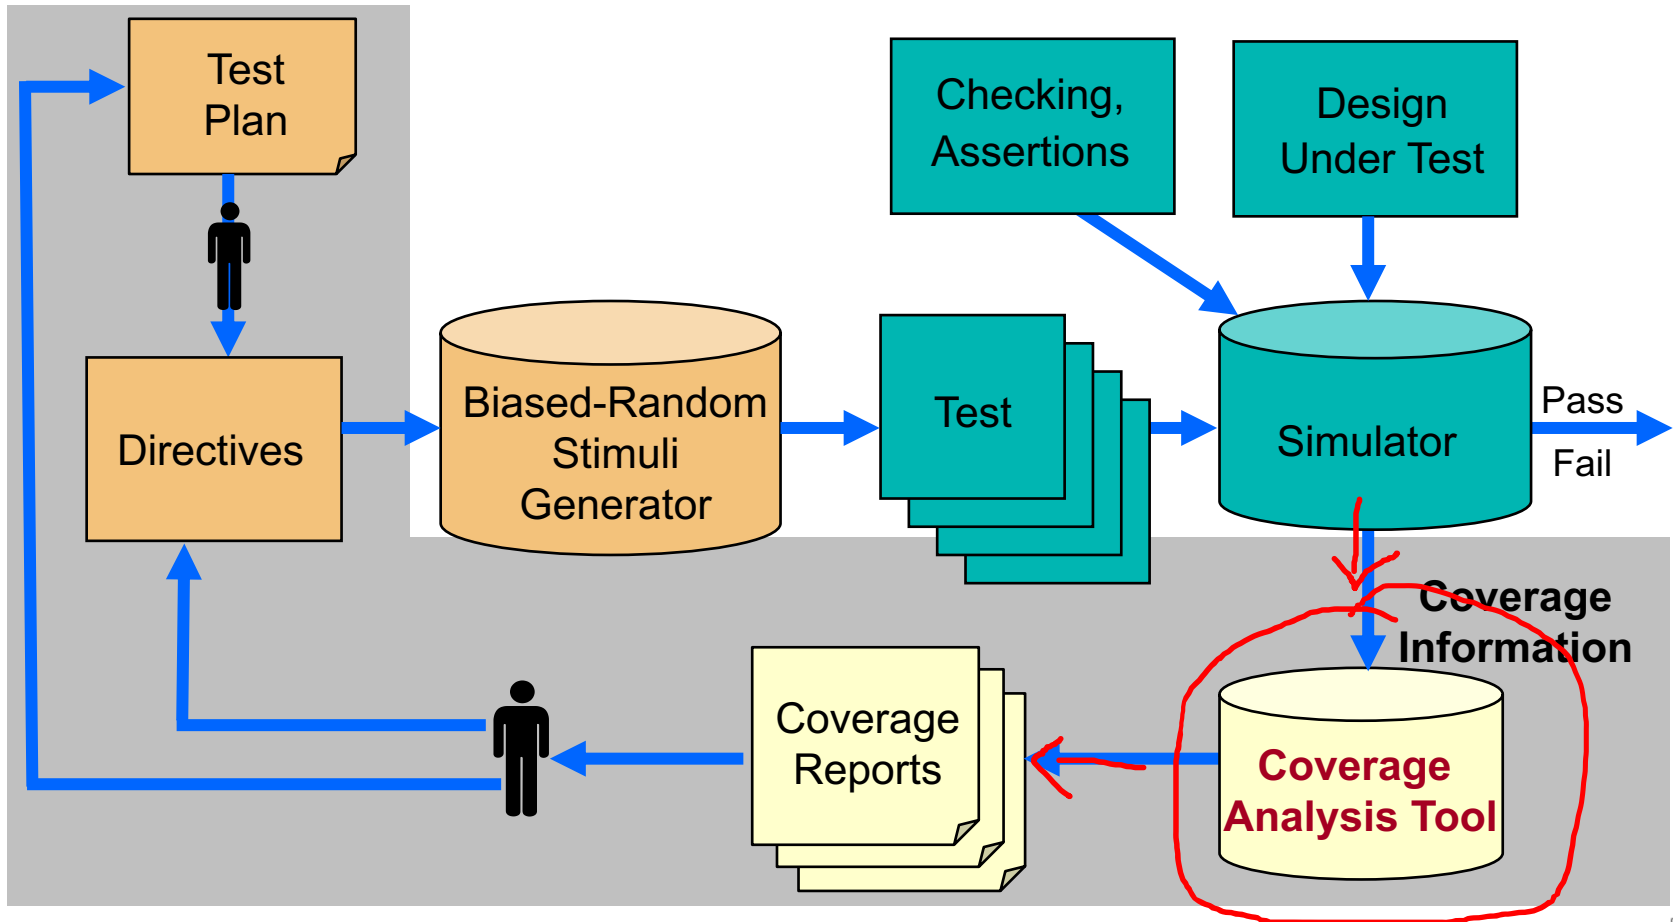 Test
Plan
Checking,
Assertions
Design
Under Test
Directives
Biased-Random
Stimuli
Generator
Test
Simulator
Pass
Fail
Coverage
Information
Coverage
Reports
Coverage
Analysis Tool